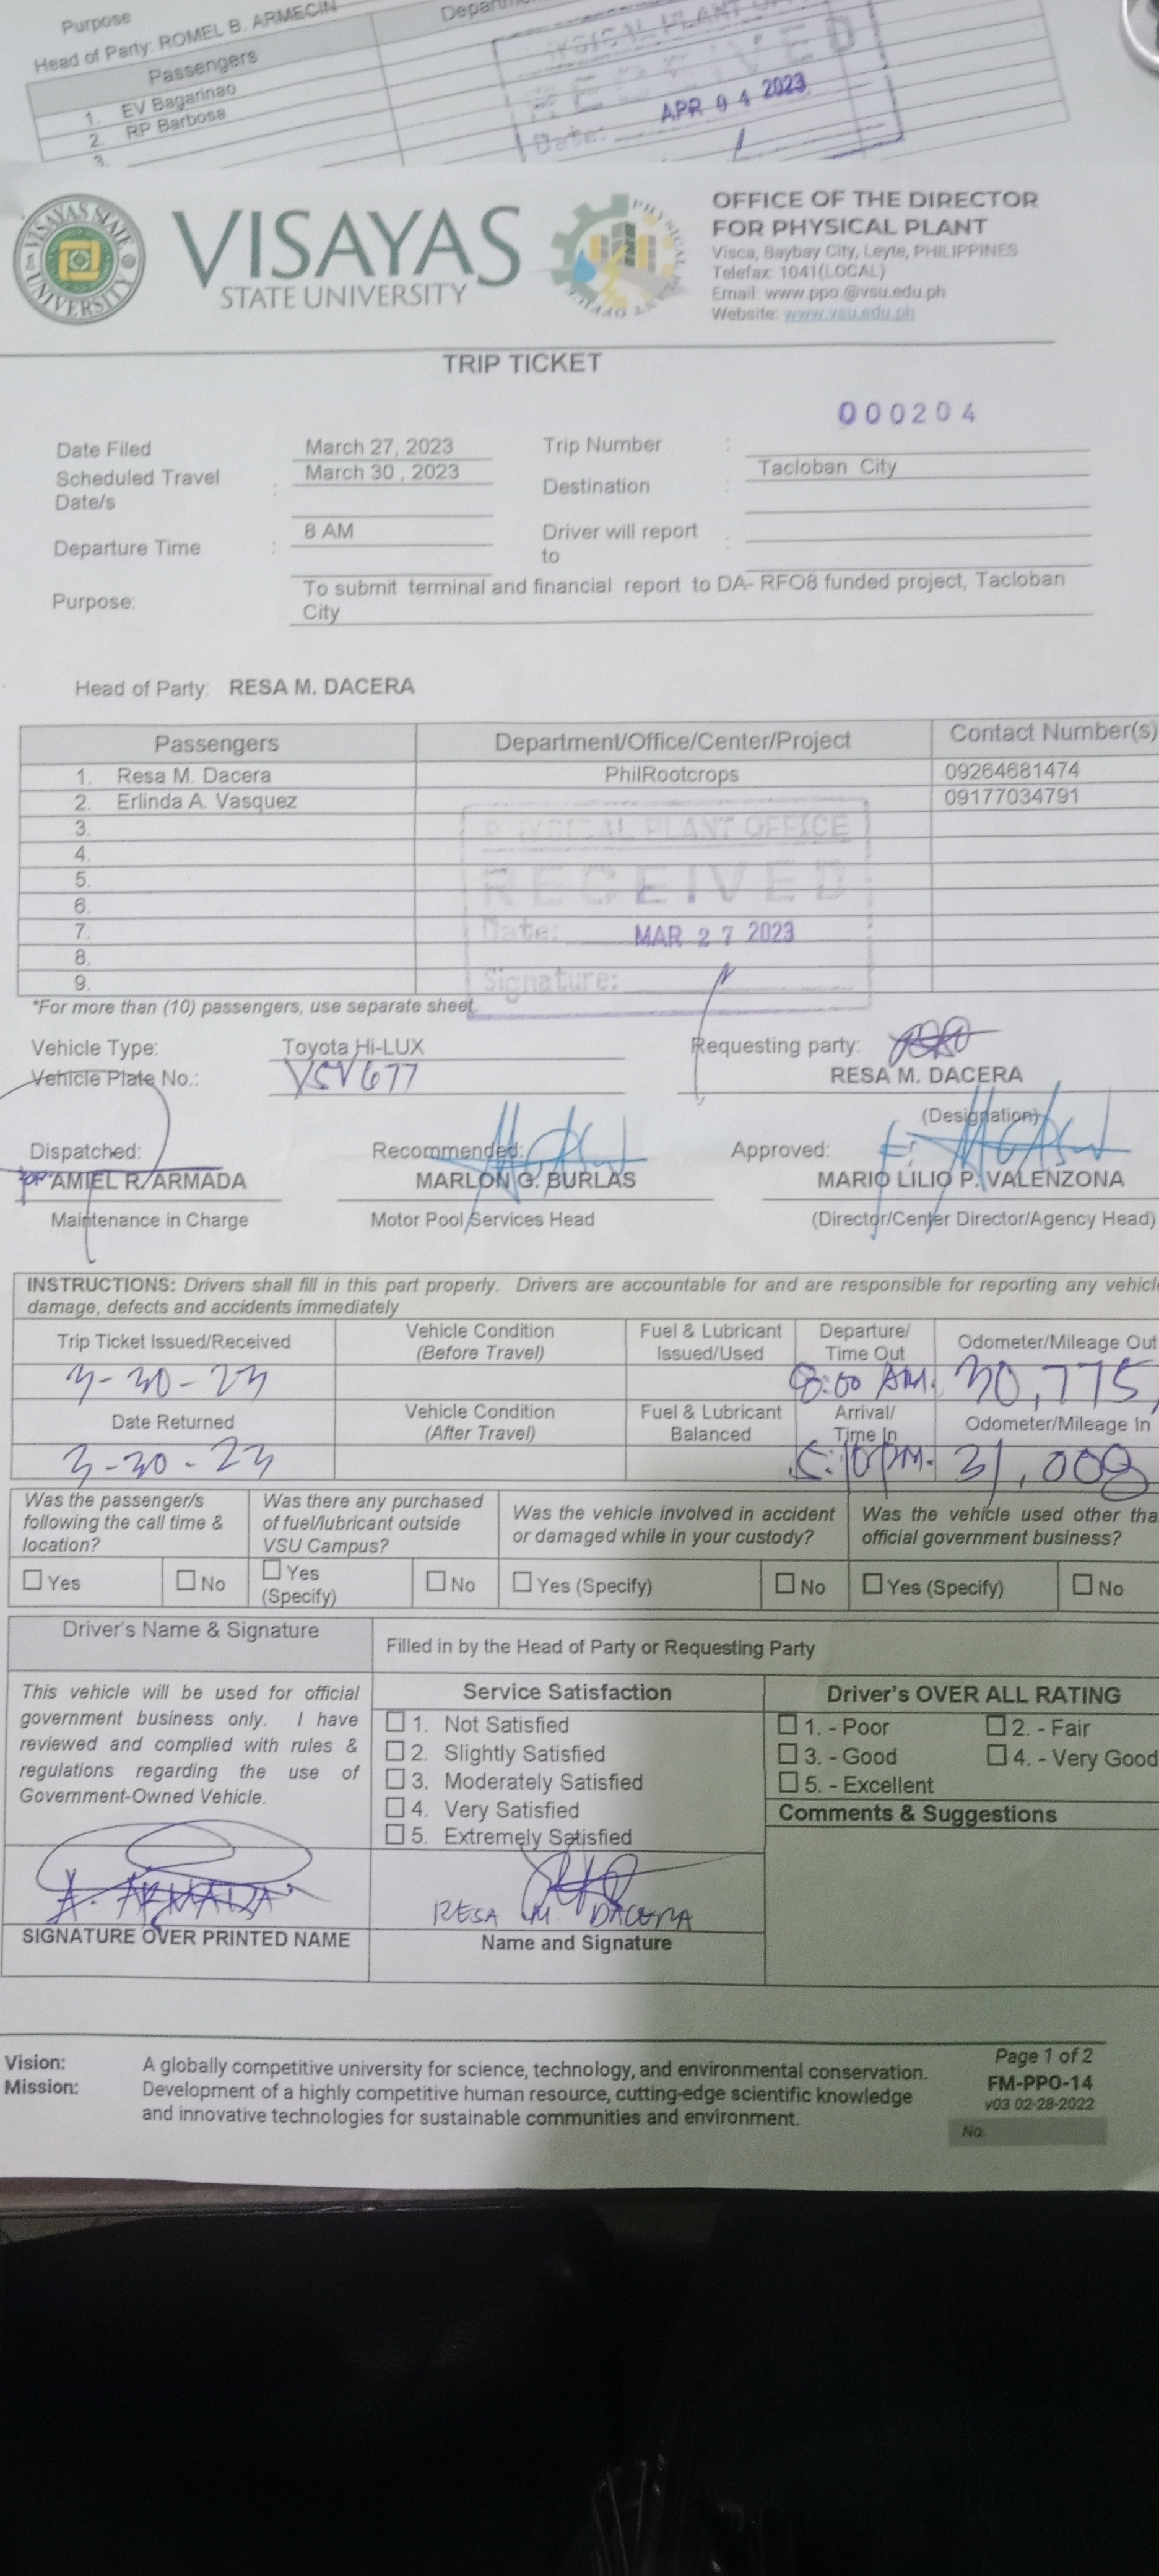 Purpose
Head of Party: ROMEL B. ARMECIN
Passengers
1. EV Bagarinao
2. RP Barbosa
3.
RECEIVED
Date: APR 04 2023
VISAYAS STATE UNIVERSITY
VISAYAS
STATE UNIVERSITY
OFFICE OF THE DIRECTOR
FOR PHYSICAL PLANT
Visca, Baybay City, Leyte, PHILIPPINES
Telefax: 1041(LOCAL)
Email: www.ppo.@vsu.edu.ph
Website: www.vsu.edu.ph
TRIP TICKET
000204
Date Filed March 27, 2023 Trip Number :
Scheduled Travel Date/s : March 30 , 2023 Destination : Tacloban City
Departure Time : 8 AM Driver will report to :
Purpose: To submit terminal and financial report to DA- RFO8 funded project, Tacloban
City
Head of Party: RESA M. DACERA
Passengers Department/Office/Center/Project Contact Number(s)
1. Resa M. Dacera PhilRootcrops 09264681474
2. Erlinda A. Vasquez 09177034791
3.
4.
5.
6.
7.
8.
9.
PHYSICAL PLANT OFFICE
RECEIVED
Date: MAR 27 2023
Signature:
*For more than (10) passengers, use separate sheet
Vehicle Type: Toyota Hi-LUX Requesting party:
Vehicle Plate No.: VSV677 RESA M. DACERA
(Designation)
Dispatched: Recommended: Approved:
for AMIEL R. ARMADA MARLON G. BURLAS MARIO LILIO P. VALENZONA
Maintenance in Charge Motor Pool Services Head (Director/Center Director/Agency Head)
INSTRUCTIONS: Drivers shall fill in this part properly. Drivers are accountable for and are responsible for reporting any vehicle
damage, defects and accidents immediately
Trip Ticket Issued/Received Vehicle Condition (Before Travel) Fuel & Lubricant Issued/Used Departure/ Time Out Odometer/Mileage Out
3-30-23 8:00 AM. 30,775
Date Returned Vehicle Condition (After Travel) Fuel & Lubricant Balanced Arrival/ Time In Odometer/Mileage In
3-30-23 5:10pm. 31,008
Was the passenger/s following the call time & location? Was there any purchased of fuel/lubricant outside VSU Campus? Was the vehicle involved in accident or damaged while in your custody? Was the vehicle used other tha official government business?
Yes No Yes (Specify) No Yes (Specify) No Yes (Specify) No
Driver's Name & Signature Filled in by the Head of Party or Requesting Party
This vehicle will be used for official
government business only. I have
reviewed and complied with rules &
regulations regarding the use of
Government-Owned Vehicle.
Service Satisfaction
1. Not Satisfied
2. Slightly Satisfied
3. Moderately Satisfied
4. Very Satisfied
5. Extremely Satisfied
Driver's OVER ALL RATING
1. - Poor 2. - Fair
3. - Good 4. - Very Good
5. - Excellent
Comments & Suggestions
A. ARMADA RESA M DACERA
SIGNATURE OVER PRINTED NAME Name and Signature
Vision: A globally competitive university for science, technology, and environmental conservation.
Mission: Development of a highly competitive human resource, cutting-edge scientific knowledge
and innovative technologies for sustainable communities and environment.
Page 1 of 2
FM-PPO-14
v03 02-28-2022
No.